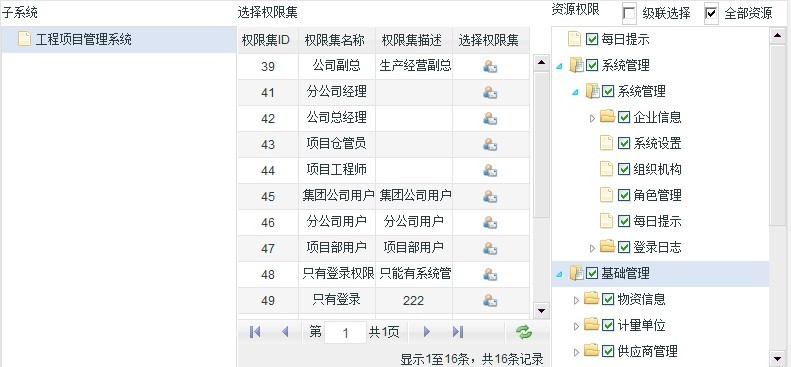 子系统
工程项目管理系统
选择权限集
权限集ID 权限集名称 权限集描述 选择权限集
39 公司副总 生产经营副总
41 分公司经理
42 公司总经理
43 项目仓管员
44 项目工程师
45 集团公司用户 集团公司用户
46 分公司用户 分公司用户
47 项目部用户 项目部用户
48 只有登录权限 只能有系统管
49 只有登录 222
第 1 共1页
显示1至16条，共16条记录
资源权限 级联选择 全部资源
每日提示
系统管理
系统管理
企业信息
系统设置
组织机构
角色管理
每日提示
登录日志
基础管理
物资信息
计量单位
供应商管理